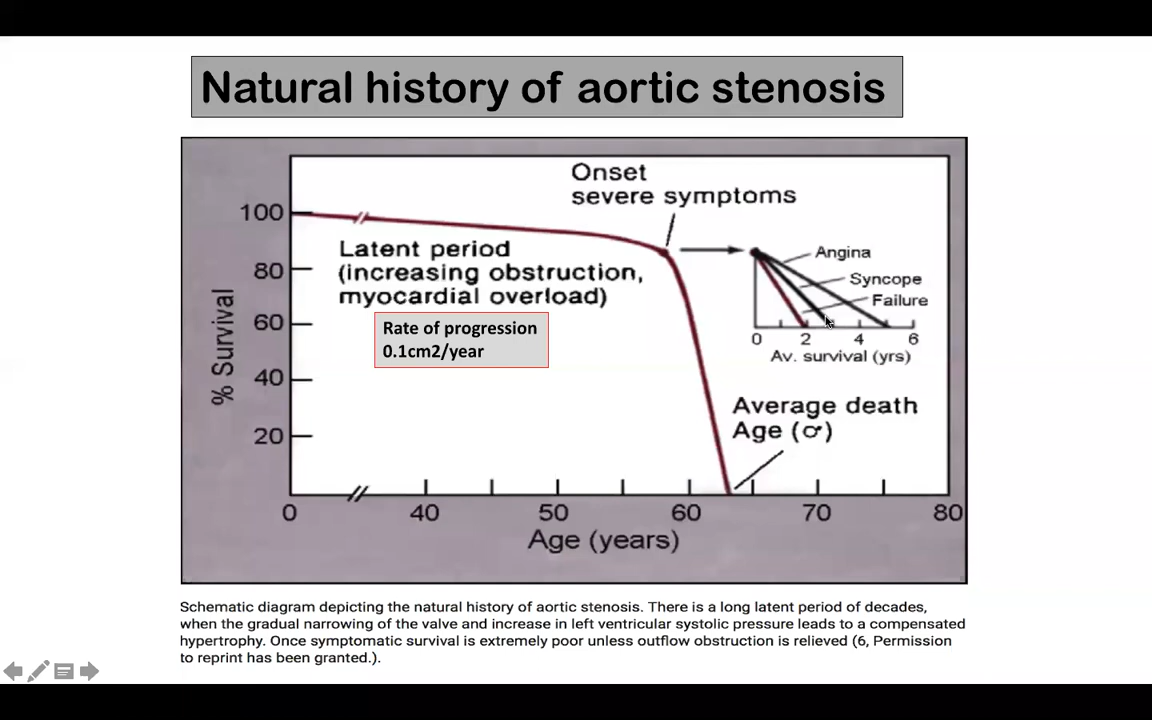 Natural history of aortic stenosis
Onset
severe symptoms
100
80
60
40
20
% Survival
Latent period
(increasing obstruction,
myocardial overload)
Rate of progression
0.1cm2/year
Angina
Syncope
Failure
0 2 4 6
Av. survival (yrs)
Average death
Age (♂)
0 40 50 60 70 80
Age (years)
Schematic diagram depicting the natural history of aortic stenosis. There is a long latent period of decades,
when the gradual narrowing of the valve and increase in left ventricular systolic pressure leads to a compensated
hypertrophy. Once symptomatic survival is extremely poor unless outflow obstruction is relieved (6, Permission
to reprint has been granted.).